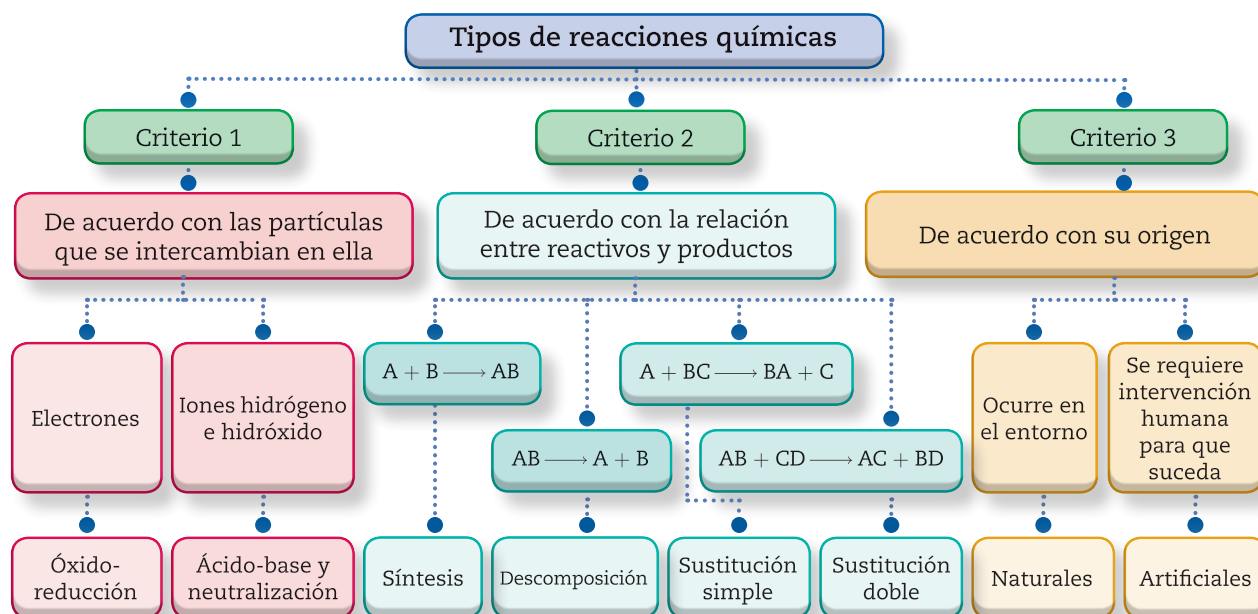 Tipos de reacciones químicas
Criterio 1
Criterio 2
Criterio 3
De acuerdo con las partículas
que se intercambian en ella
De acuerdo con la relación
entre reactivos y productos
De acuerdo con su origen
Electrones
Iones hidrógeno
e hidróxido
A + B ⟶ AB
AB ⟶ A + B
A + BC ⟶ BA + C
AB + CD ⟶ AC + BD
Ocurre en
el entorno
Se requiere
intervención
humana
para que
suceda
Óxido-
reducción
Ácido-base y
neutralización
Síntesis
Descomposición
Sustitución
simple
Sustitución
doble
Naturales
Artificiales